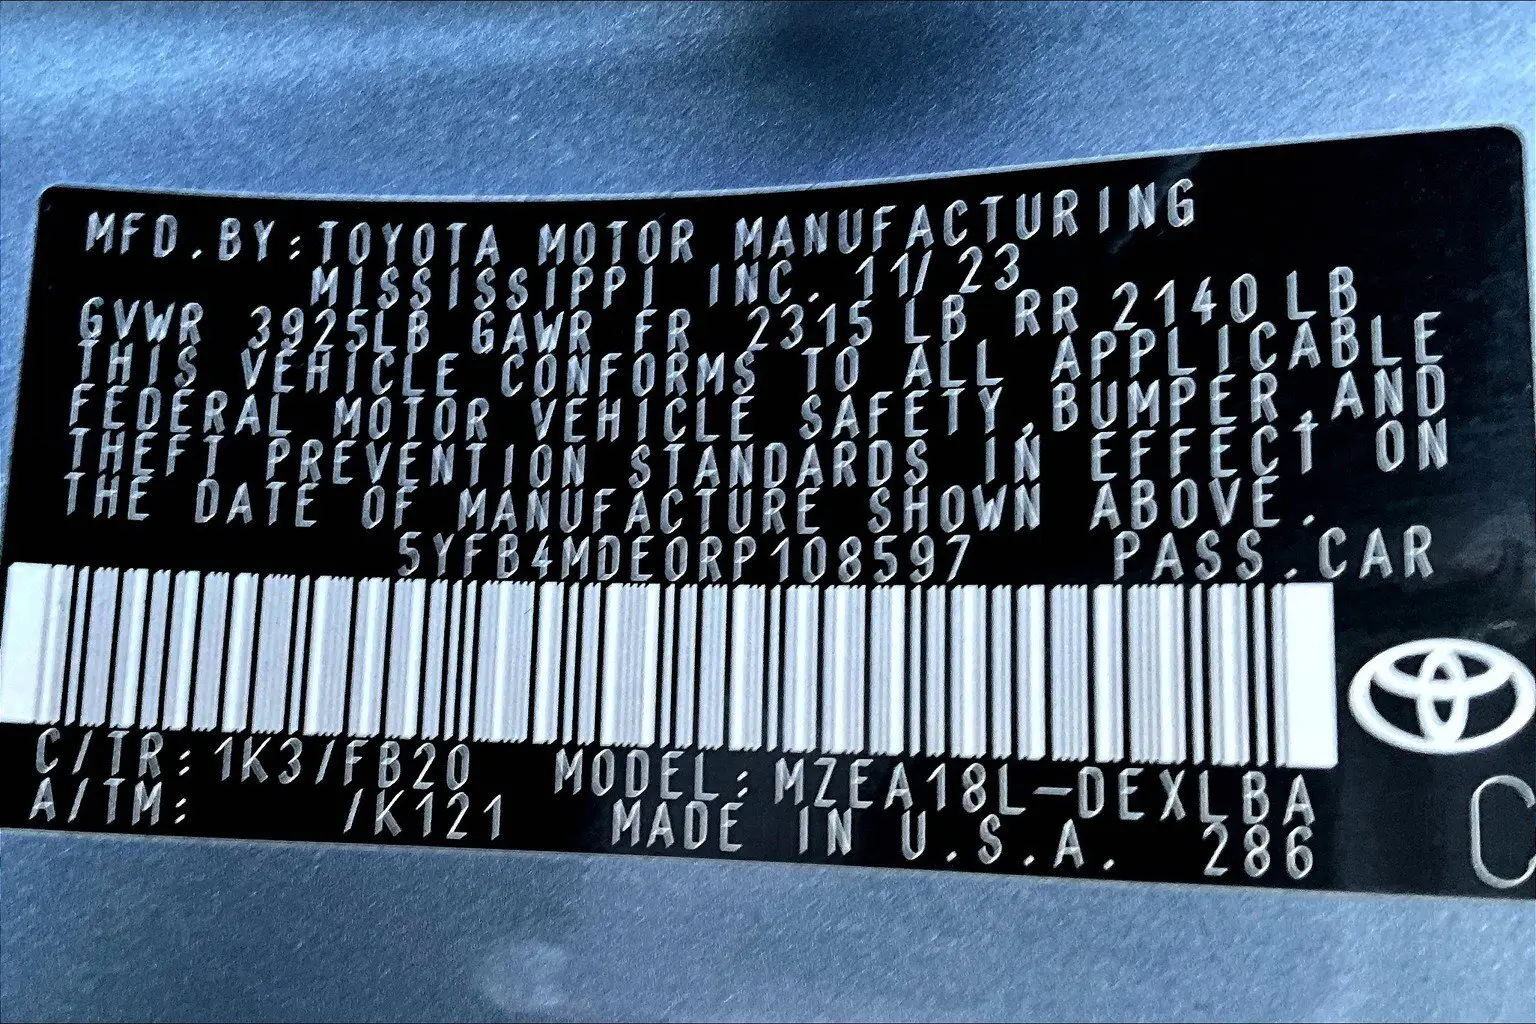 MFD.BY:TOYOTA MOTOR MANUFACTURING
MISSISSIPPI INC. 11/23
GVWR 3925LB GAWR FR 2315 LB RR 2140 LB
THIS VEHICLE CONFORMS TO ALL APPLICABLE
FEDERAL MOTOR VEHICLE SAFETY,BUMPER,AND
THEFT PREVENTION STANDARDS IN EFFECT ON
THE DATE OF MANUFACTURE SHOWN ABOVE.
5YFB4MDE0RP108597 PASS.CAR
C/TR:1K3/FB20 MODEL:MZEA18L-DEXLBA
A/TM: /K121 MADE IN U.S.A. 286
C